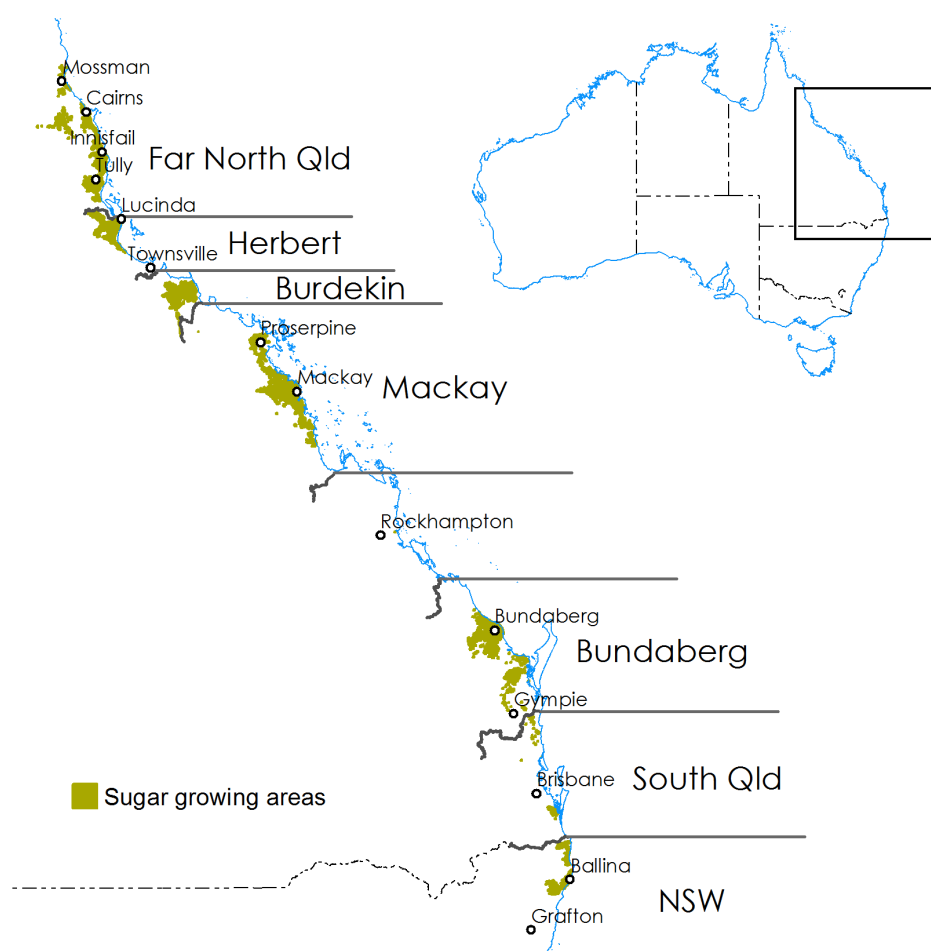 Mossman
Cairns
Innisfail
Far North Qld
Tully
Lucinda
Herbert
Townsville
Burdekin
Proserpine
Mackay
Mackay
Rockhampton
Bundaberg
Bundaberg
Gympie
South Qld
Brisbane
Sugar growing areas
Ballina
NSW
Grafton